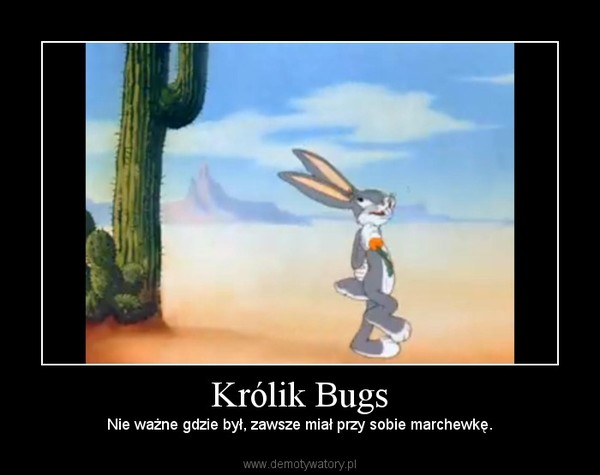 Królik Bugs
Nie ważne gdzie był, zawsze miał przy sobie marchewkę.
www.demotywatory.pl